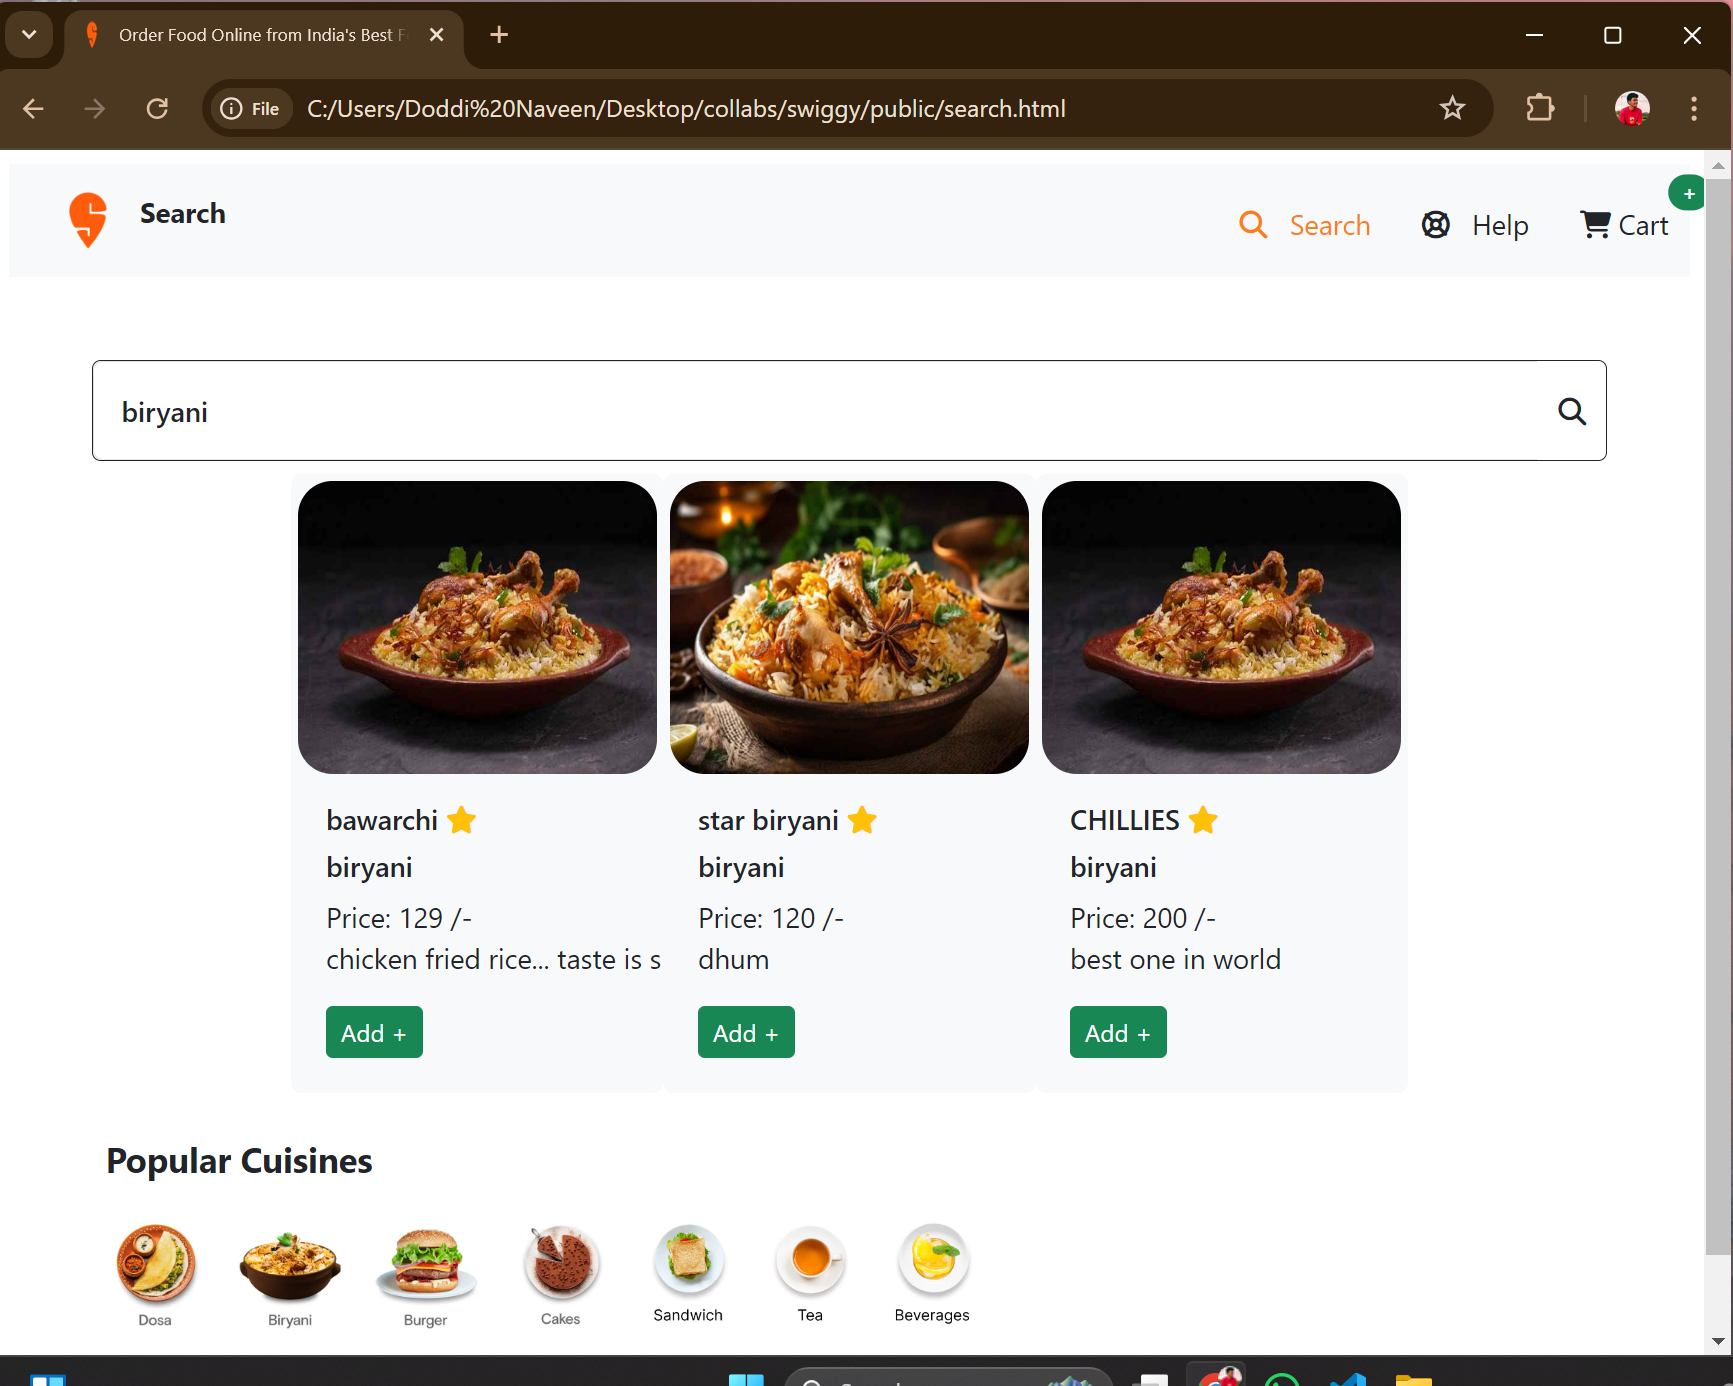 Order Food Online from India's Best F
File
C:/Users/Doddi%20Naveen/Desktop/collabs/swiggy/public/search.html
Search
Search
Help
Cart
+
biryani
bawarchi
biryani
Price: 129 /-
chicken fried rice... taste is s
Add +
star biryani
biryani
Price: 120 /-
dhum
Add +
CHILLIES
biryani
Price: 200 /-
best one in world
Add +
Popular Cuisines
Dosa
Biryani
Burger
Cakes
Sandwich
Tea
Beverages